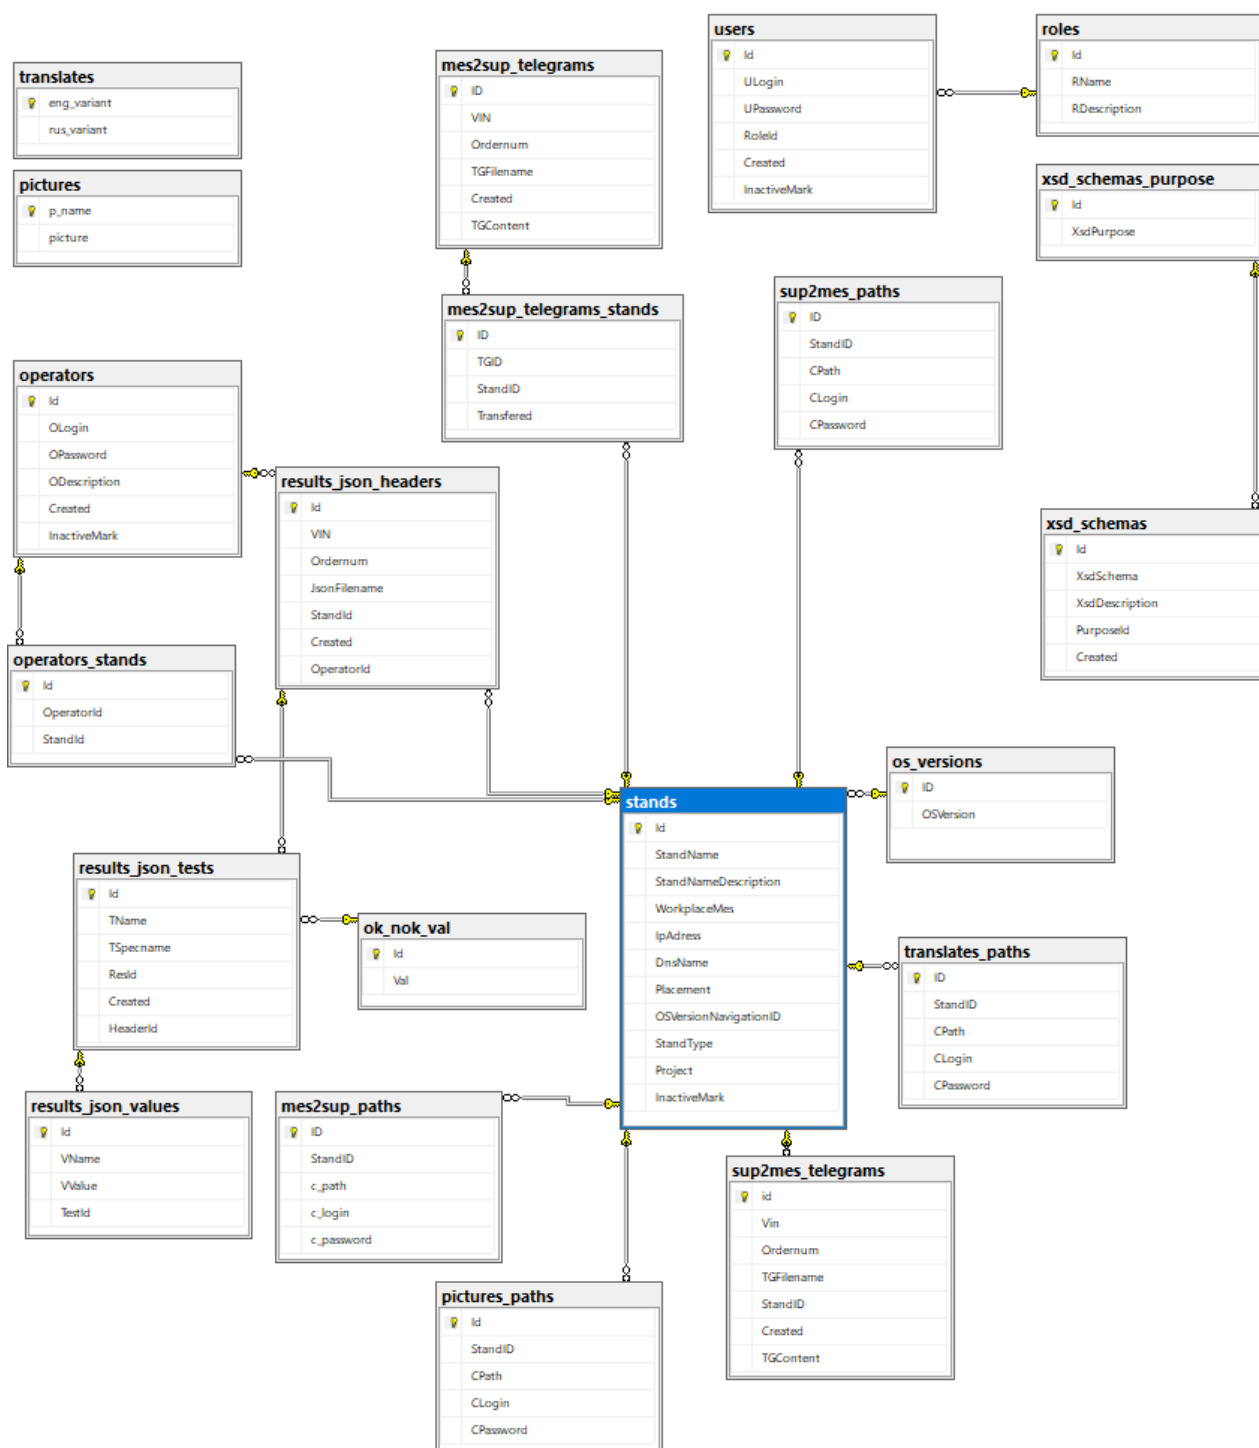 translates
eng_variant
rus_variant
pictures
p_name
picture
mes2sup_telegrams
ID
VIN
Ordernum
TGFilename
Created
TGContent
users
Id
ULogin
UPassword
RoleId
Created
InactiveMark
roles
Id
RName
RDescription
xsd_schemas_purpose
Id
XsdPurpose
mes2sup_telegrams_stands
ID
TGID
StandID
Transfered
sup2mes_paths
ID
StandID
CPath
CLogin
CPassword
operators
Id
OLogin
OPassword
ODescription
Created
InactiveMark
results_json_headers
Id
VIN
Ordernum
JsonFilename
StandId
Created
OperatorId
xsd_schemas
Id
XsdSchema
XsdDescription
PurposeId
Created
operators_stands
Id
OperatorId
StandId
os_versions
ID
OSVersion
stands
Id
StandName
StandNameDescription
WorkplaceMes
IpAdress
DnsName
Placement
OSVersionNavigationID
StandType
Project
InactiveMark
results_json_tests
Id
TName
TSpecname
ResId
Created
HeaderId
ok_nok_val
Id
Val
translates_paths
ID
StandID
CPath
CLogin
CPassword
results_json_values
Id
VName
VValue
TestId
mes2sup_paths
ID
StandID
c_path
c_login
c_password
sup2mes_telegrams
id
Vin
Ordernum
TGFilename
StandID
Created
TGContent
pictures_paths
Id
StandID
CPath
CLogin
CPassword